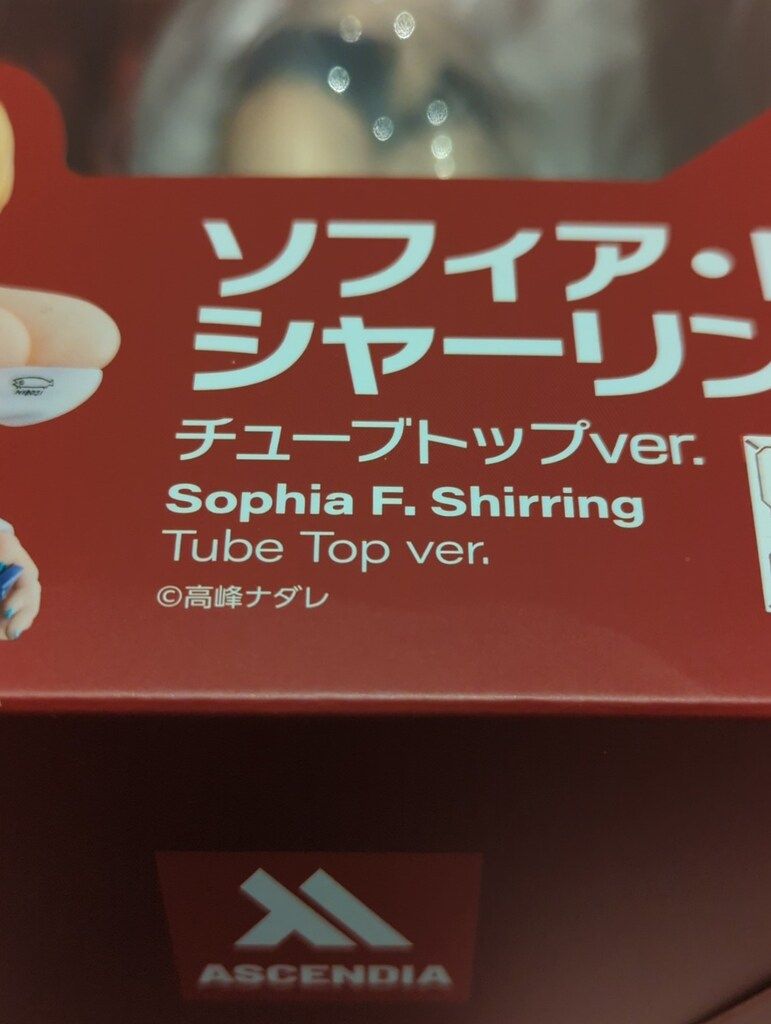 ソフィア・
シャーリン
チューブトップver.
Sophia F. Shirring
Tube Top ver.
©高峰ナダレ
ASCENDIA